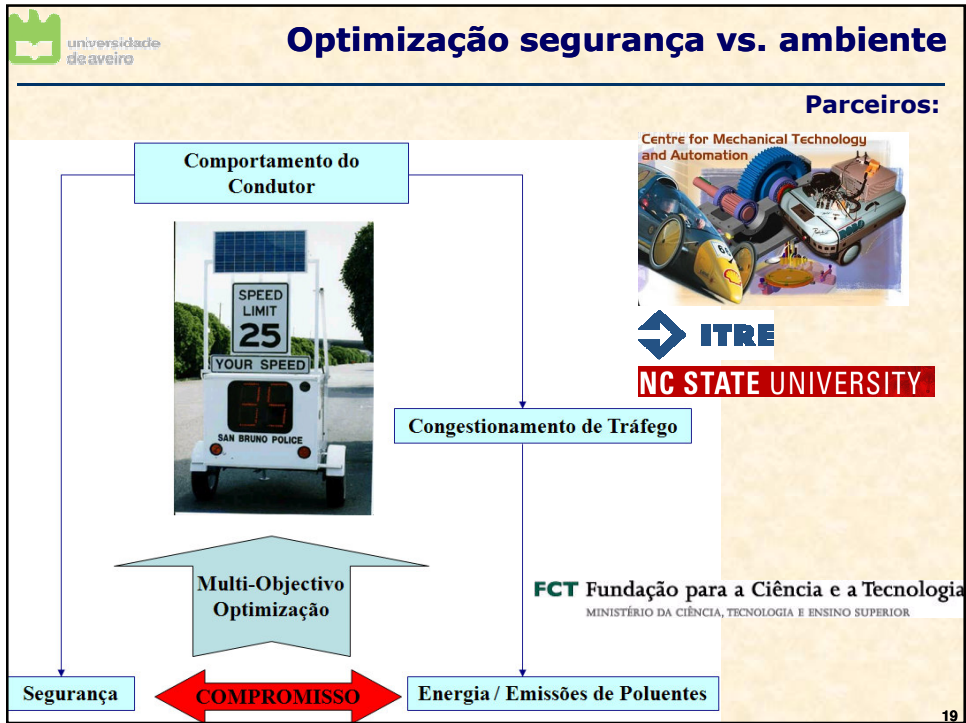 universidade
de aveiro
Optimização segurança vs. ambiente
Parceiros:
Centre for Mechanical Technology
and Automation
Comportamento do
Condutor
SPEED
LIMIT
25
YOUR SPEED
35
SAN BRUNO POLICE
ITRE
NC STATE UNIVERSITY
Congestionamento de Tráfego
Multi-Objectivo
Optimização
FCT Fundação para a Ciência e a Tecnologia
MINISTÉRIO DA CIÊNCIA, TECNOLOGIA E ENSINO SUPERIOR
Segurança
COMPROMISSO
Energia / Emissões de Poluentes
19